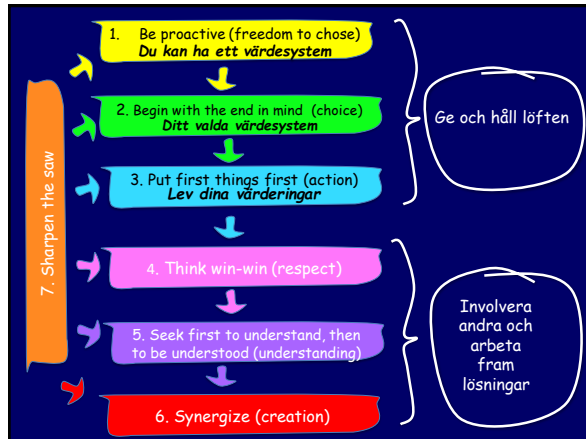 1. Be proactive (freedom to chose)
Du kan ha ett värdesystem
2. Begin with the end in mind (choice)
Ditt valda värdesystem
3. Put first things first (action)
Lev dina värderingar
4. Think win-win (respect)
5. Seek first to understand, then
to be understood (understanding)
6. Synergize (creation)
7. Sharpen the saw
Ge och håll löften
Involvera
andra och
arbeta
fram
lösningar